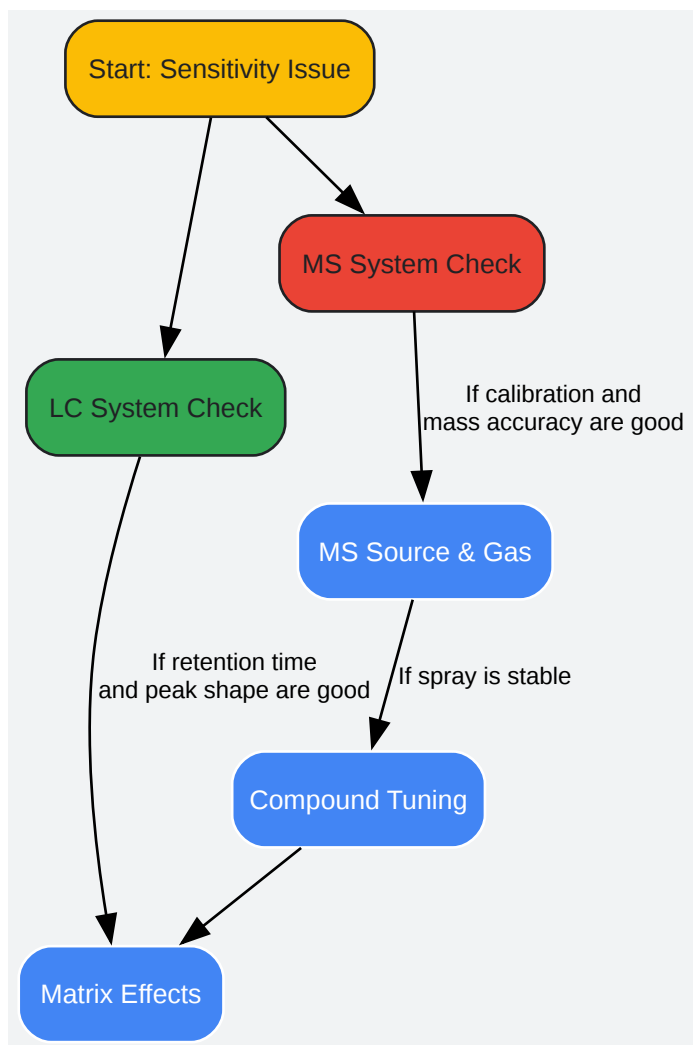 Start: Sensitivity Issue
MS System Check
If calibration and
mass accuracy are good
LC System Check
MS Source & Gas
If retention time
and peak shape are good
If spray is stable
Compound Tuning
Matrix Effects